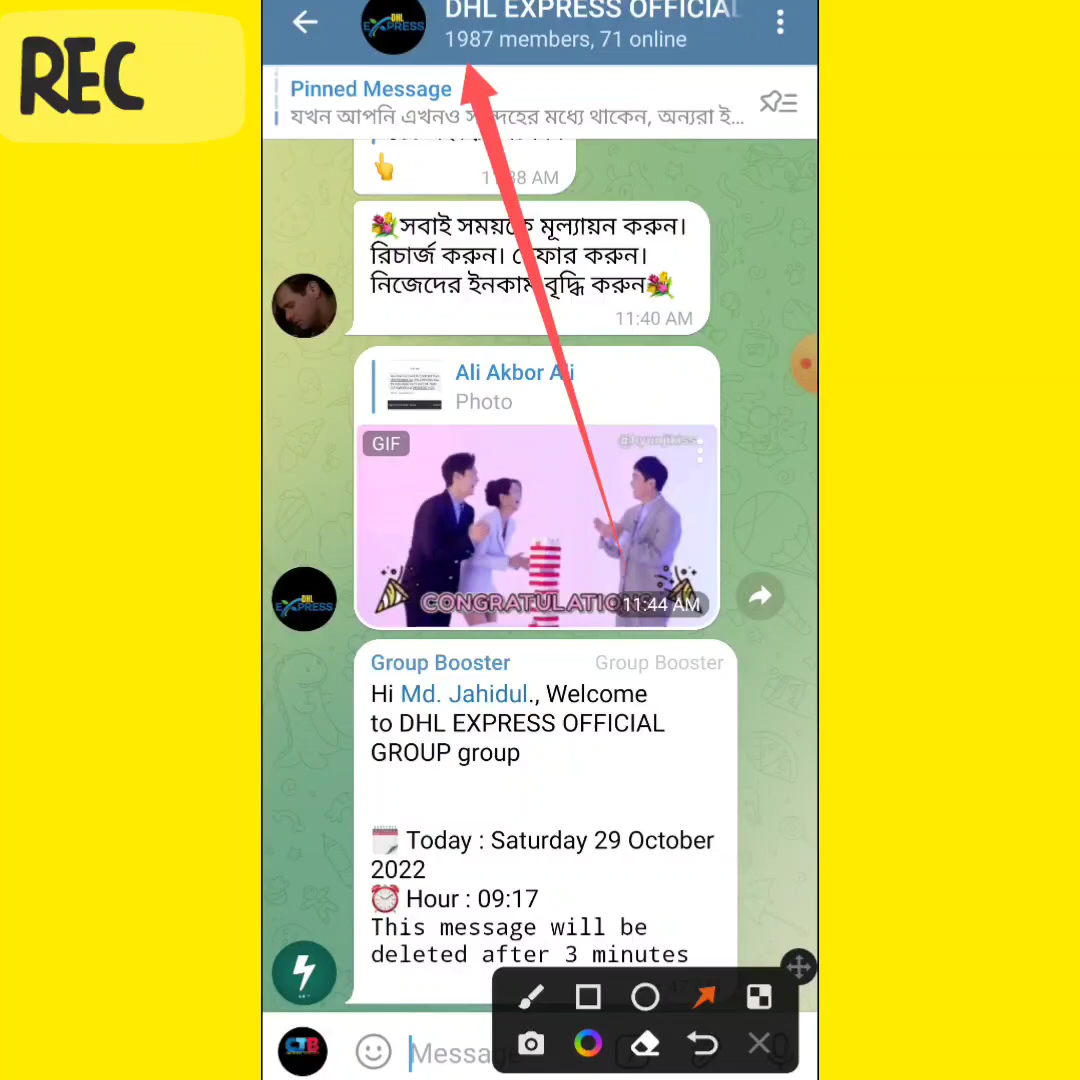 REC
DHL EXPRESS OFFICIAL
1987 members, 71 online
Pinned Message
যখন আপনি এখনও সন্দেহের মধ্যে থাকেন, অন্যরা ই...
11:38 AM
💐সবাই সময়কে মূল্যায়ন করুন।
রিচার্জ করুন। রেফার করুন।
নিজেদের ইনকাম বৃদ্ধি করুন💐
11:40 AM
Ali Akbor Ali
Photo
GIF
CONGRATULATIONS
11:44 AM
DHL
EXPRESS
Group Booster Group Booster
Hi Md. Jahidul., Welcome
to DHL EXPRESS OFFICIAL
GROUP group
Today : Saturday 29 October
2022
Hour : 09:17
This message will be
deleted after 3 minutes
CTB
Message